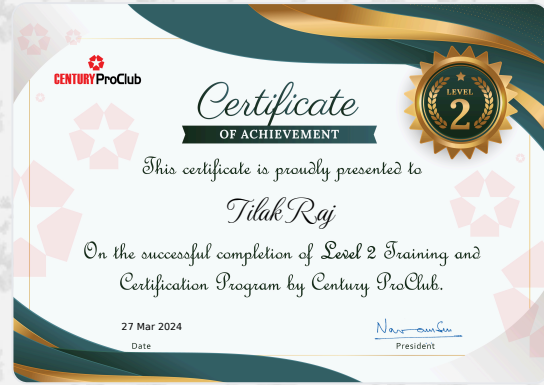 CENTURY ProClub
Certificate
OF ACHIEVEMENT
LEVEL
2
This certificate is proudly presented to
Tilak Raj
On the successful completion of Level 2 Training and
Certification Program by Century ProClub.
27 Mar 2024
Date
President